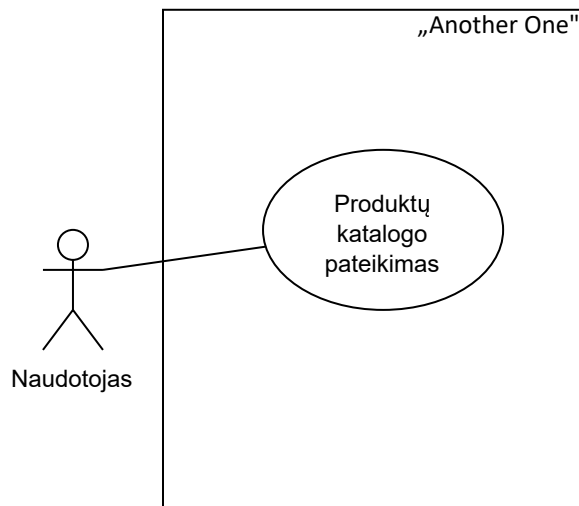 „Another One"
Produktų
katalogo
pateikimas
Naudotojas